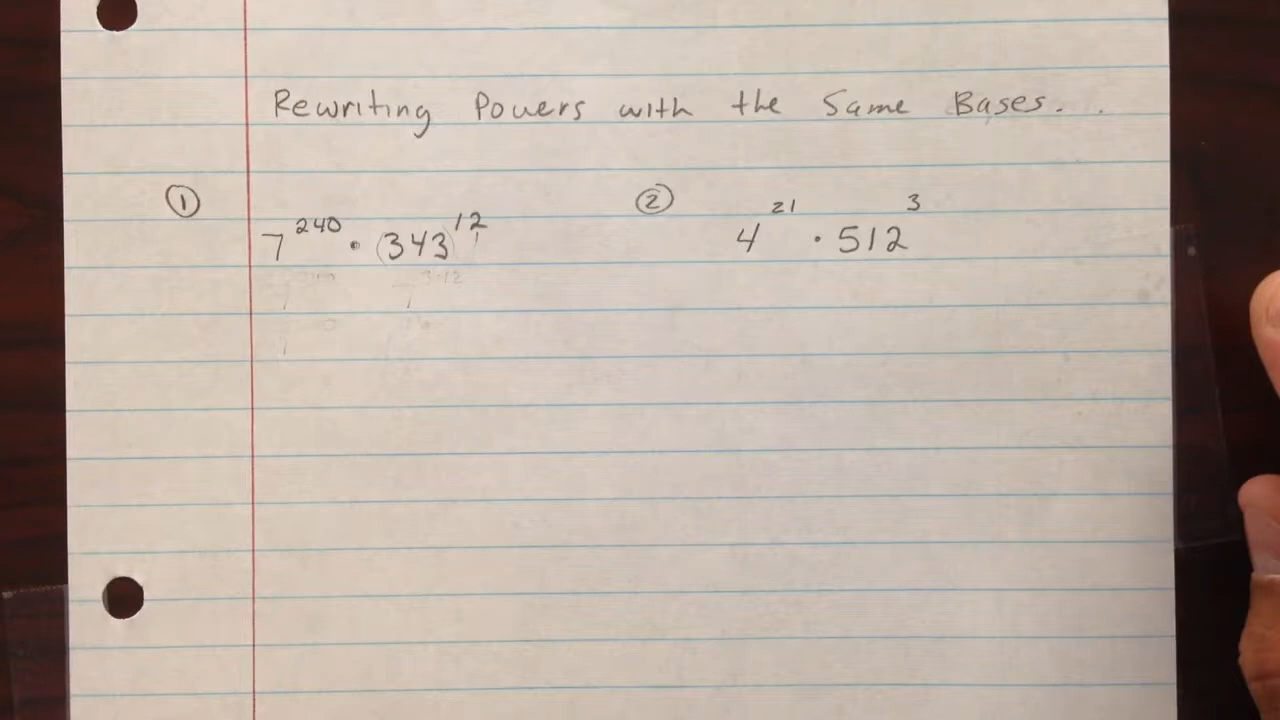 Rewriting Powers with the Same Bases.
① 7^240 · (343)^12
② 4^21 · 512^3